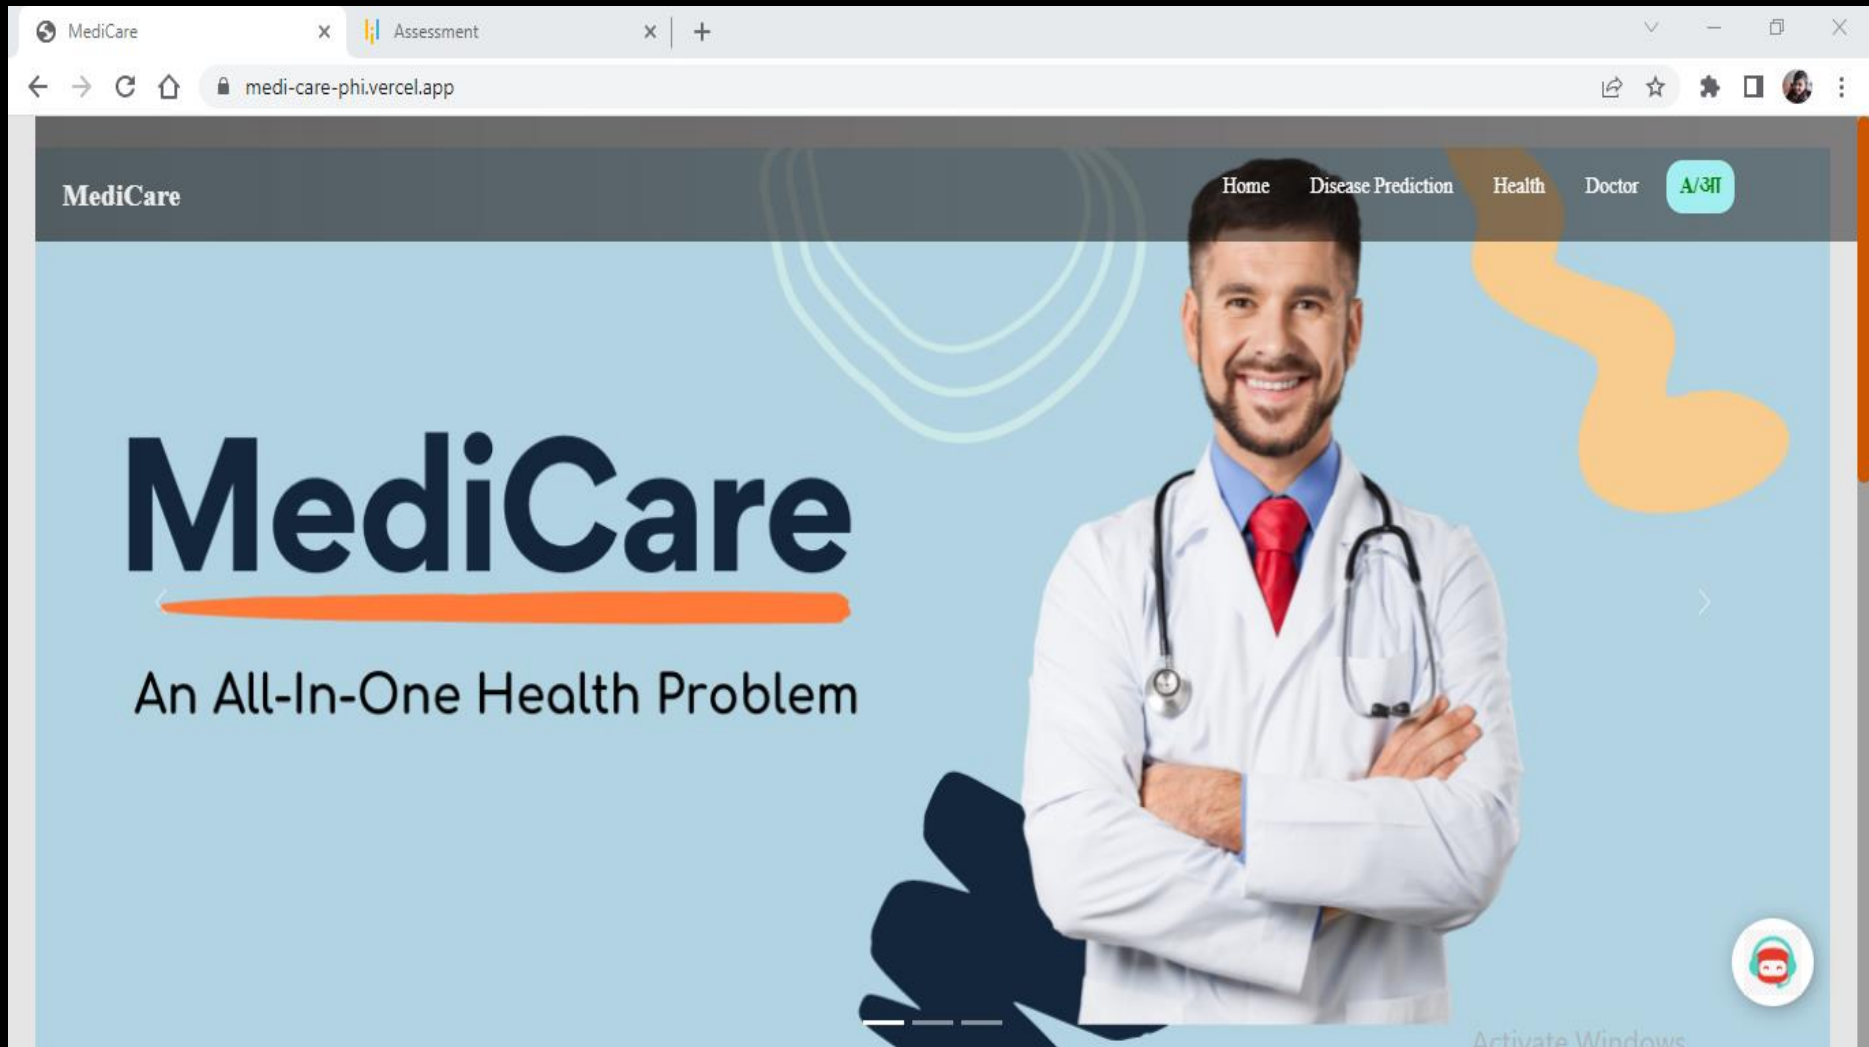 MediCare
Assessment
medi-care-phi.vercel.app
MediCare
Home Disease Prediction Health Doctor A/आ
MediCare
An All-In-One Health Problem
Activate Windows